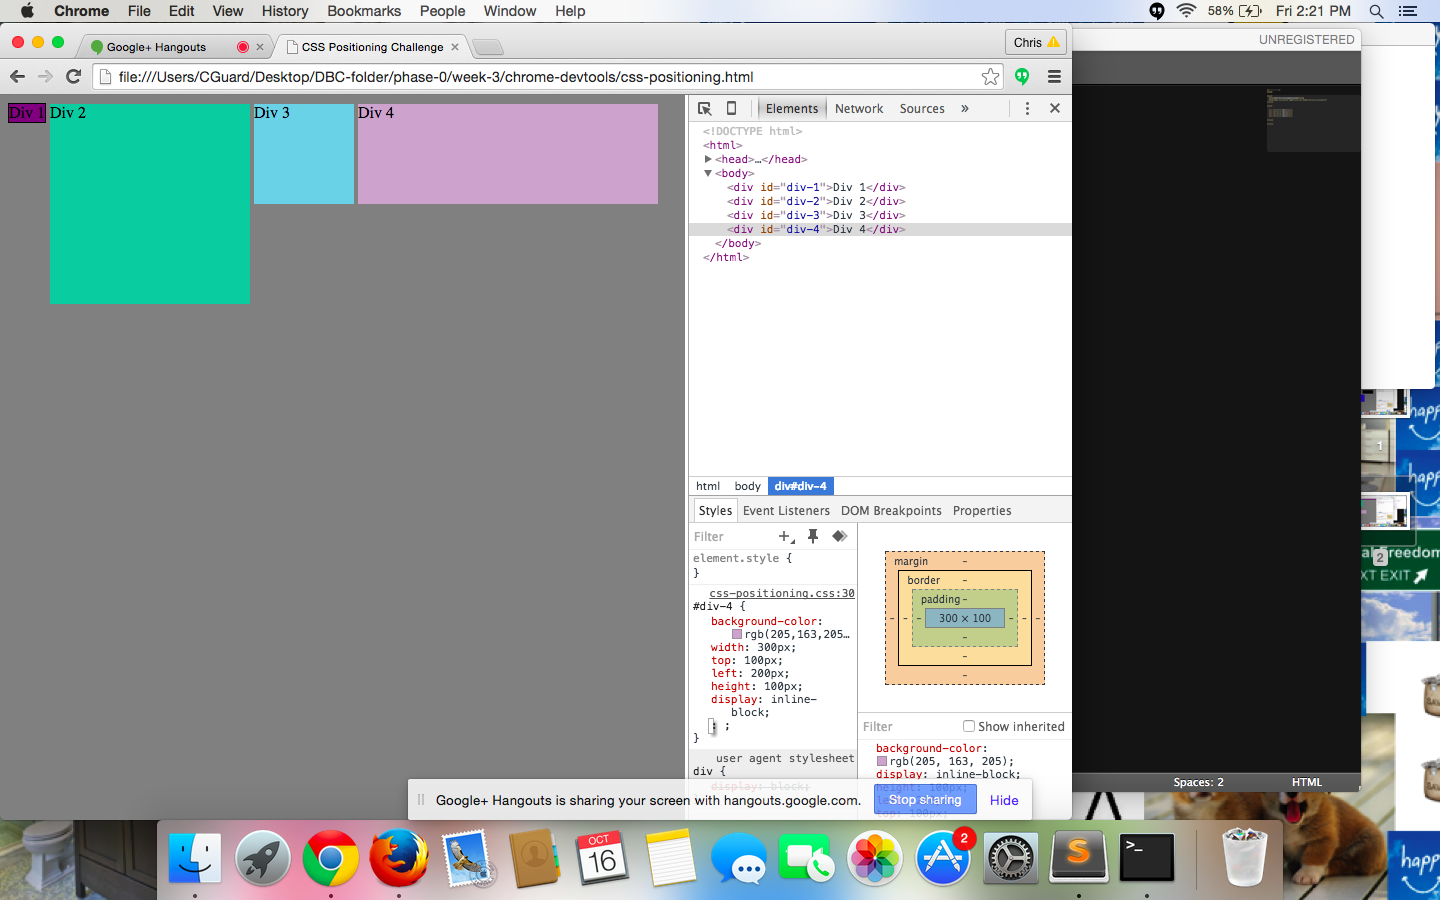 Chrome File Edit View History Bookmarks People Window Help
58% Fri 2:21 PM
Google+ Hangouts
CSS Positioning Challenge
Chris
UNREGISTERED
file:///Users/CGuard/Desktop/DBC-folder/phase-0/week-3/chrome-devtools/css-positioning.html
Div 1
Div 2
Div 3
Div 4
Elements Network Sources »
<!DOCTYPE html>
<html>
<head>…</head>
<body>
<div id="div-1">Div 1</div>
<div id="div-2">Div 2</div>
<div id="div-3">Div 3</div>
<div id="div-4">Div 4</div>
</body>
</html>
html body div#div-4
Styles Event Listeners DOM Breakpoints Properties
Filter
element.style {
}
css-positioning.css:30
#div-4 {
background-color:
rgb(205,163,205…
width: 300px;
top: 100px;
left: 200px;
height: 100px;
display: inline-
block;
: ;
}
user agent stylesheet
div {
display: block;
margin -
border -
padding -
- - - 300 × 100 - - -
-
-
-
Filter
Show inherited
background-color:
rgb(205, 163, 205);
display: inline-block;
height: 100px;
Google+ Hangouts is sharing your screen with hangouts.google.com.
Stop sharing
Hide
Spaces: 2
HTML
happ
1
al Freedom
2
XT EXIT
OCT
16
2
>_
happ